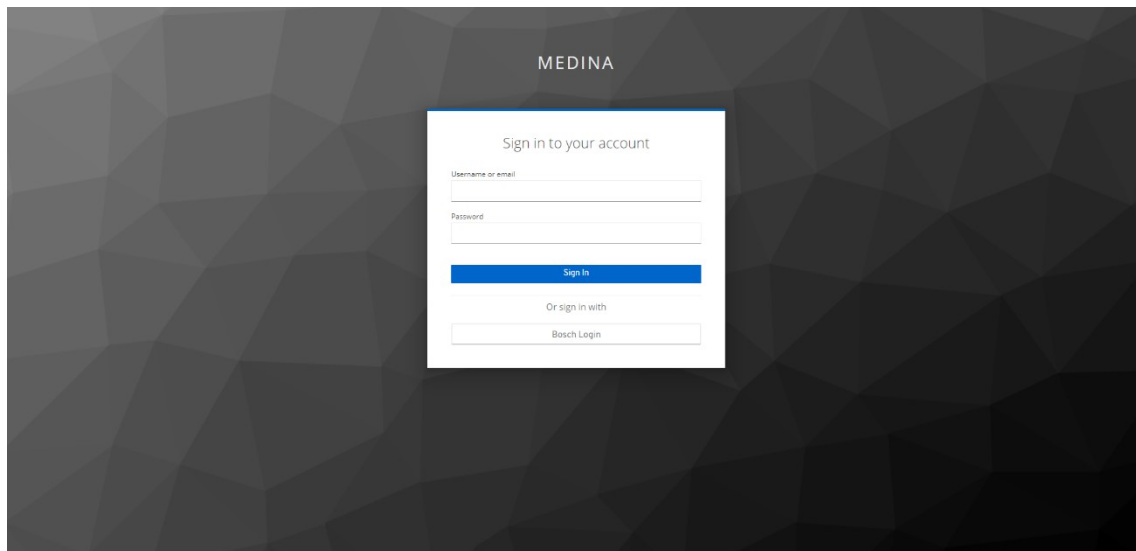 MEDINA
Sign in to your account
Username or email
Password
Sign In
Or sign in with
Bosch Login